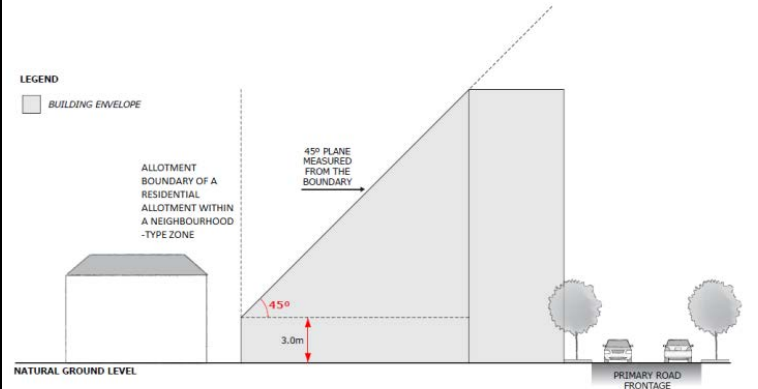 LEGEND
BUILDING ENVELOPE
ALLOTMENT
BOUNDARY OF A
RESIDENTIAL
ALLOTMENT WITHIN
A NEIGHBOURHOOD
-TYPE ZONE
45º PLANE
MEASURED
FROM THE
BOUNDARY
45º
3.0m
NATURAL GROUND LEVEL
PRIMARY ROAD
FRONTAGE